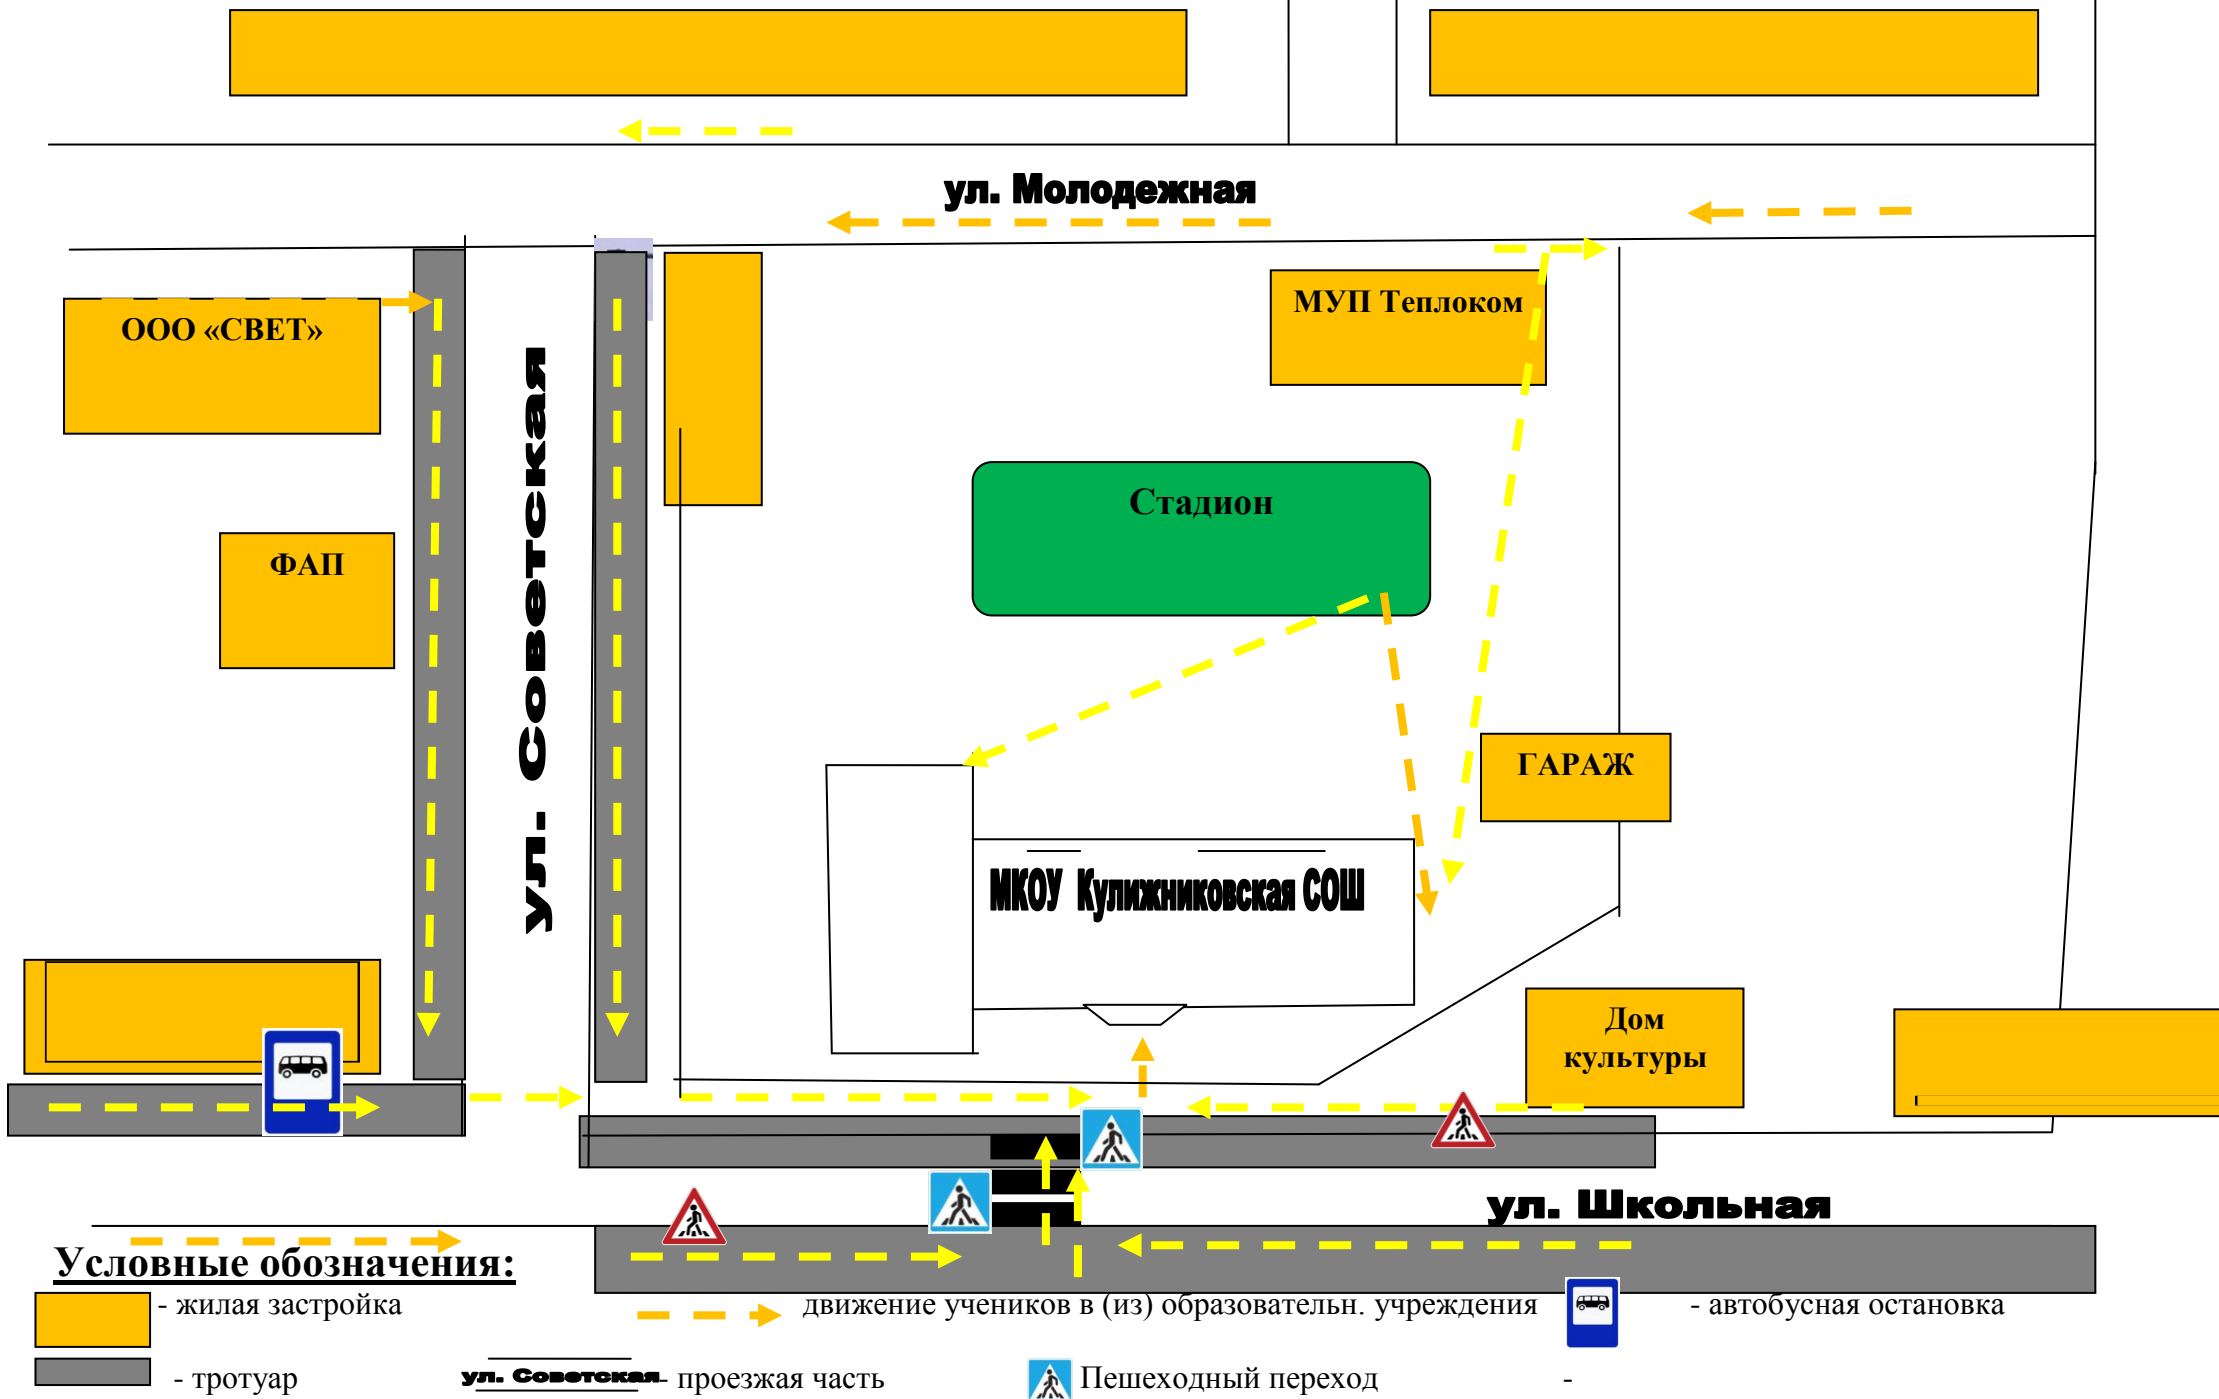 ул. Молодежная
ООО «СВЕТ»
МУП Теплоком
ул. Советская
Стадион
ФАП
ГАРАЖ
МКОУ Кулижниковская СОШ
Дом
культуры
ул. Школьная
Условные обозначения:
- жилая застройка
движение учеников в (из) образовательн. учреждения
- автобусная остановка
- тротуар
ул. Советская - проезжая часть
Пешеходный переход
-